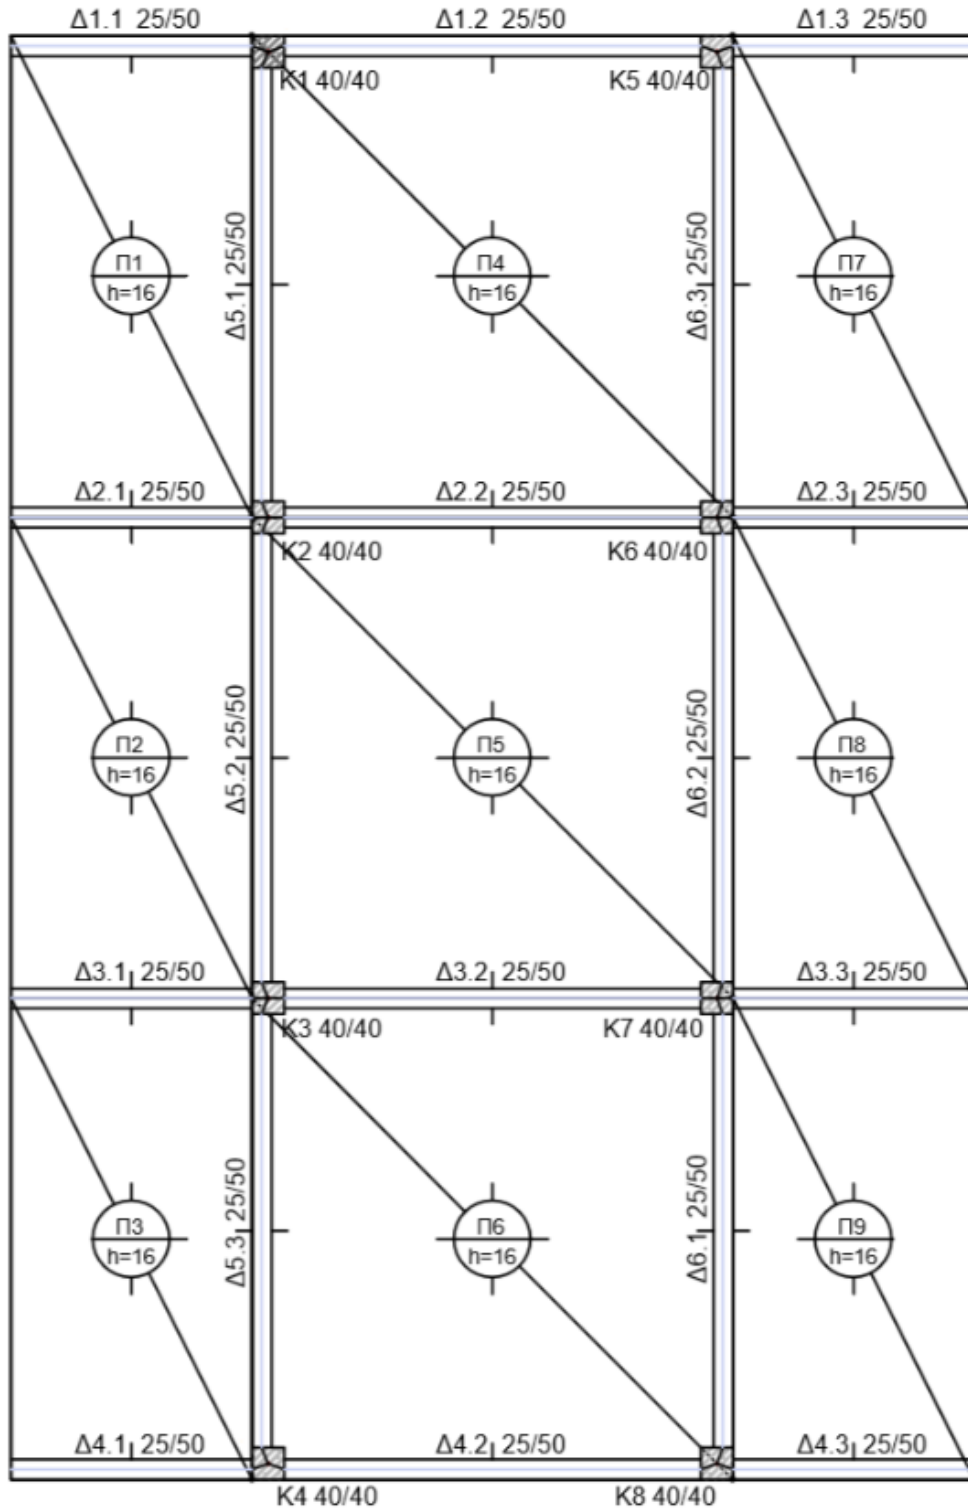 Δ1.1 25/50
Δ1.2 25/50
Δ1.3 25/50
K1 40/40
K5 40/40
Δ5.1 25/50
Δ6.3 25/50
Π1
h=16
Π4
h=16
Π7
h=16
Δ2.1 25/50
Δ2.2 25/50
Δ2.3 25/50
K2 40/40
K6 40/40
Δ5.2 25/50
Δ6.2 25/50
Π2
h=16
Π5
h=16
Π8
h=16
Δ3.1 25/50
Δ3.2 25/50
Δ3.3 25/50
K3 40/40
K7 40/40
Δ5.3 25/50
Δ6.1 25/50
Π3
h=16
Π6
h=16
Π9
h=16
Δ4.1 25/50
Δ4.2 25/50
Δ4.3 25/50
K4 40/40
K8 40/40